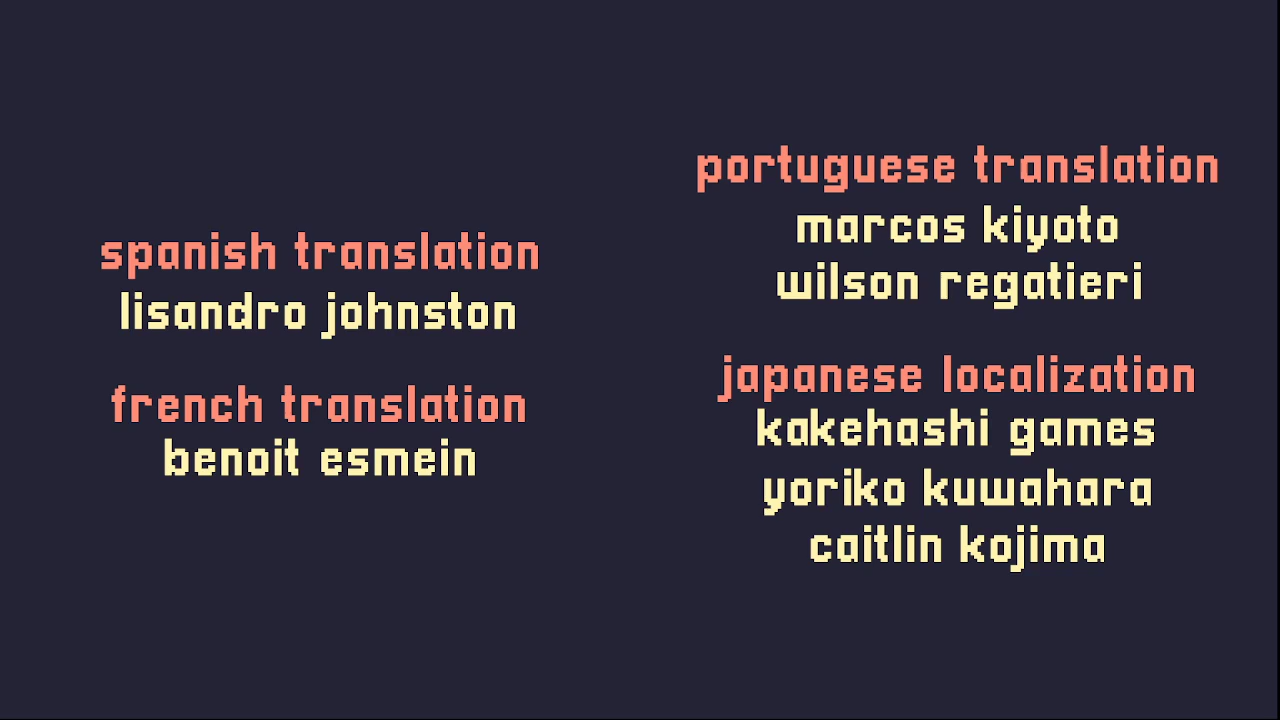 spanish translation
lisandro johnston
french translation
benoit esmein
portuguese translation
marcos kiyoto
wilson regatieri
japanese localization
kakehashi games
yoriko kuwahara
caitlin kojima